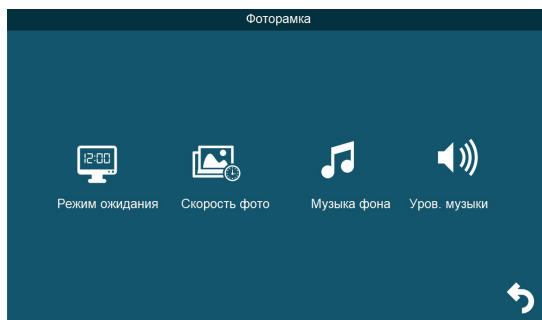 Фоторамка
12:00
Режим ожидания
Скорость фото
Музыка фона
Уров. музыки